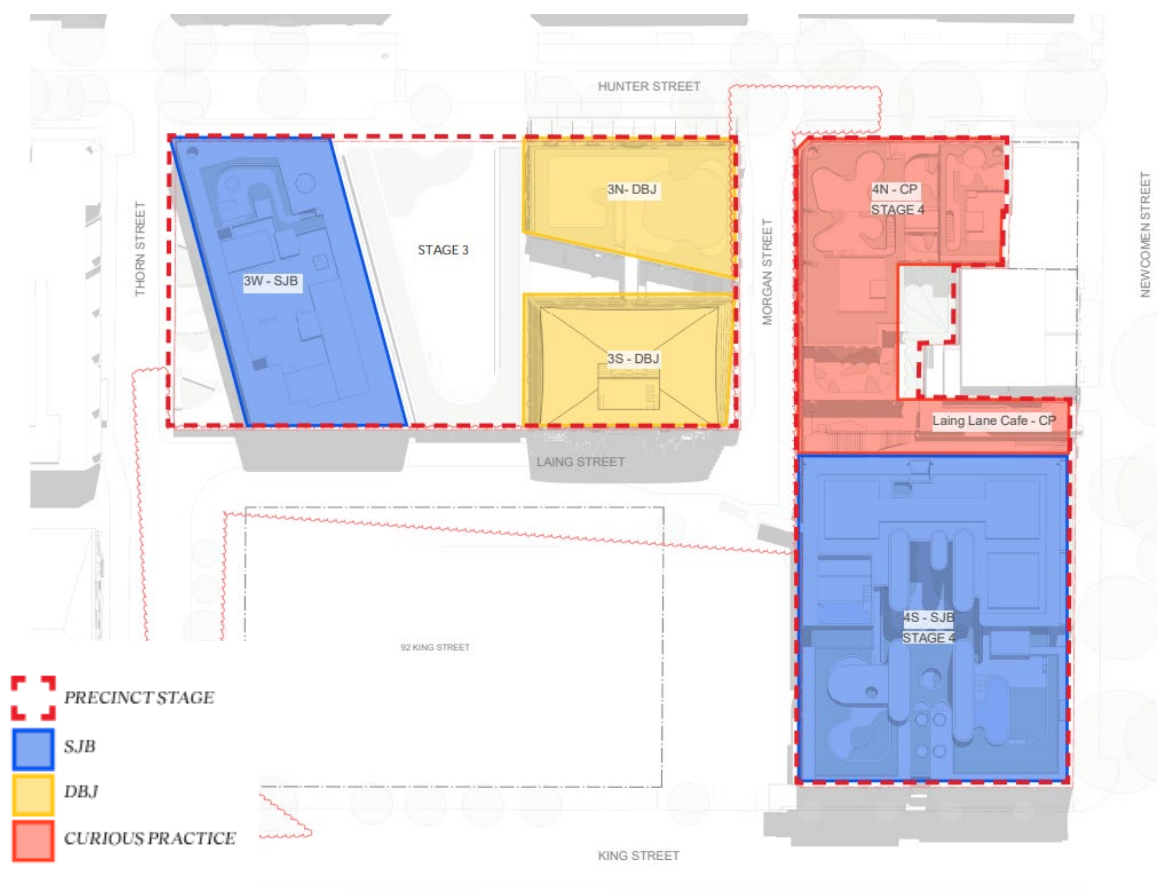 HUNTER STREET
3N- DBJ
4N - CP
STAGE 4
THORN STREET
STAGE 3
MORGAN STREET
NEWCOMEN STREET
3W - SJB
3S - DBJ
Laing Lane Cafe - CP
LAING STREET
4S - SJB
STAGE 4
92 KING STREET
PRECINCT STAGE
SJB
DBJ
CURIOUS PRACTICE
KING STREET